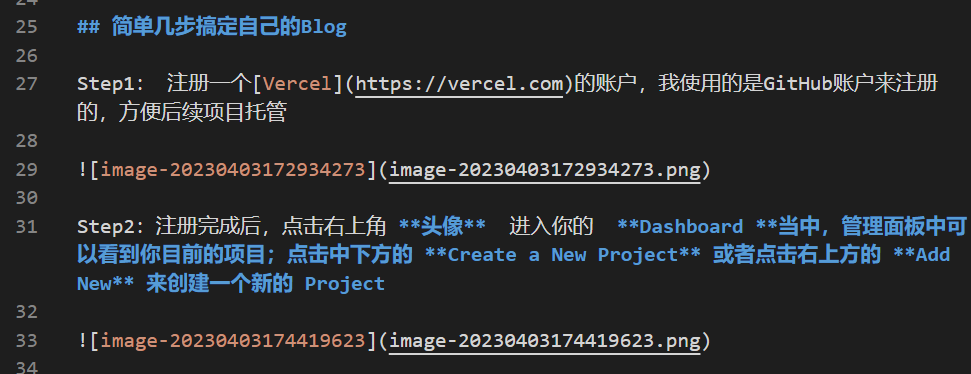 25 ## 简单几步搞定自己的Blog
26
27 Step1： 注册一个[Vercel](https://vercel.com)的账户，我使用的是GitHub账户来注册
的，方便后续项目托管
28
29 ![image-20230403172934273](image-20230403172934273.png)
30
31 Step2：注册完成后，点击右上角 **头像**  进入你的  **Dashboard **当中，管理面板中可
以看到你目前的项目；点击中下方的 **Create a New Project** 或者点击右上方的 **Add
New** 来创建一个新的 Project
32
33 ![image-20230403174419623](image-20230403174419623.png)